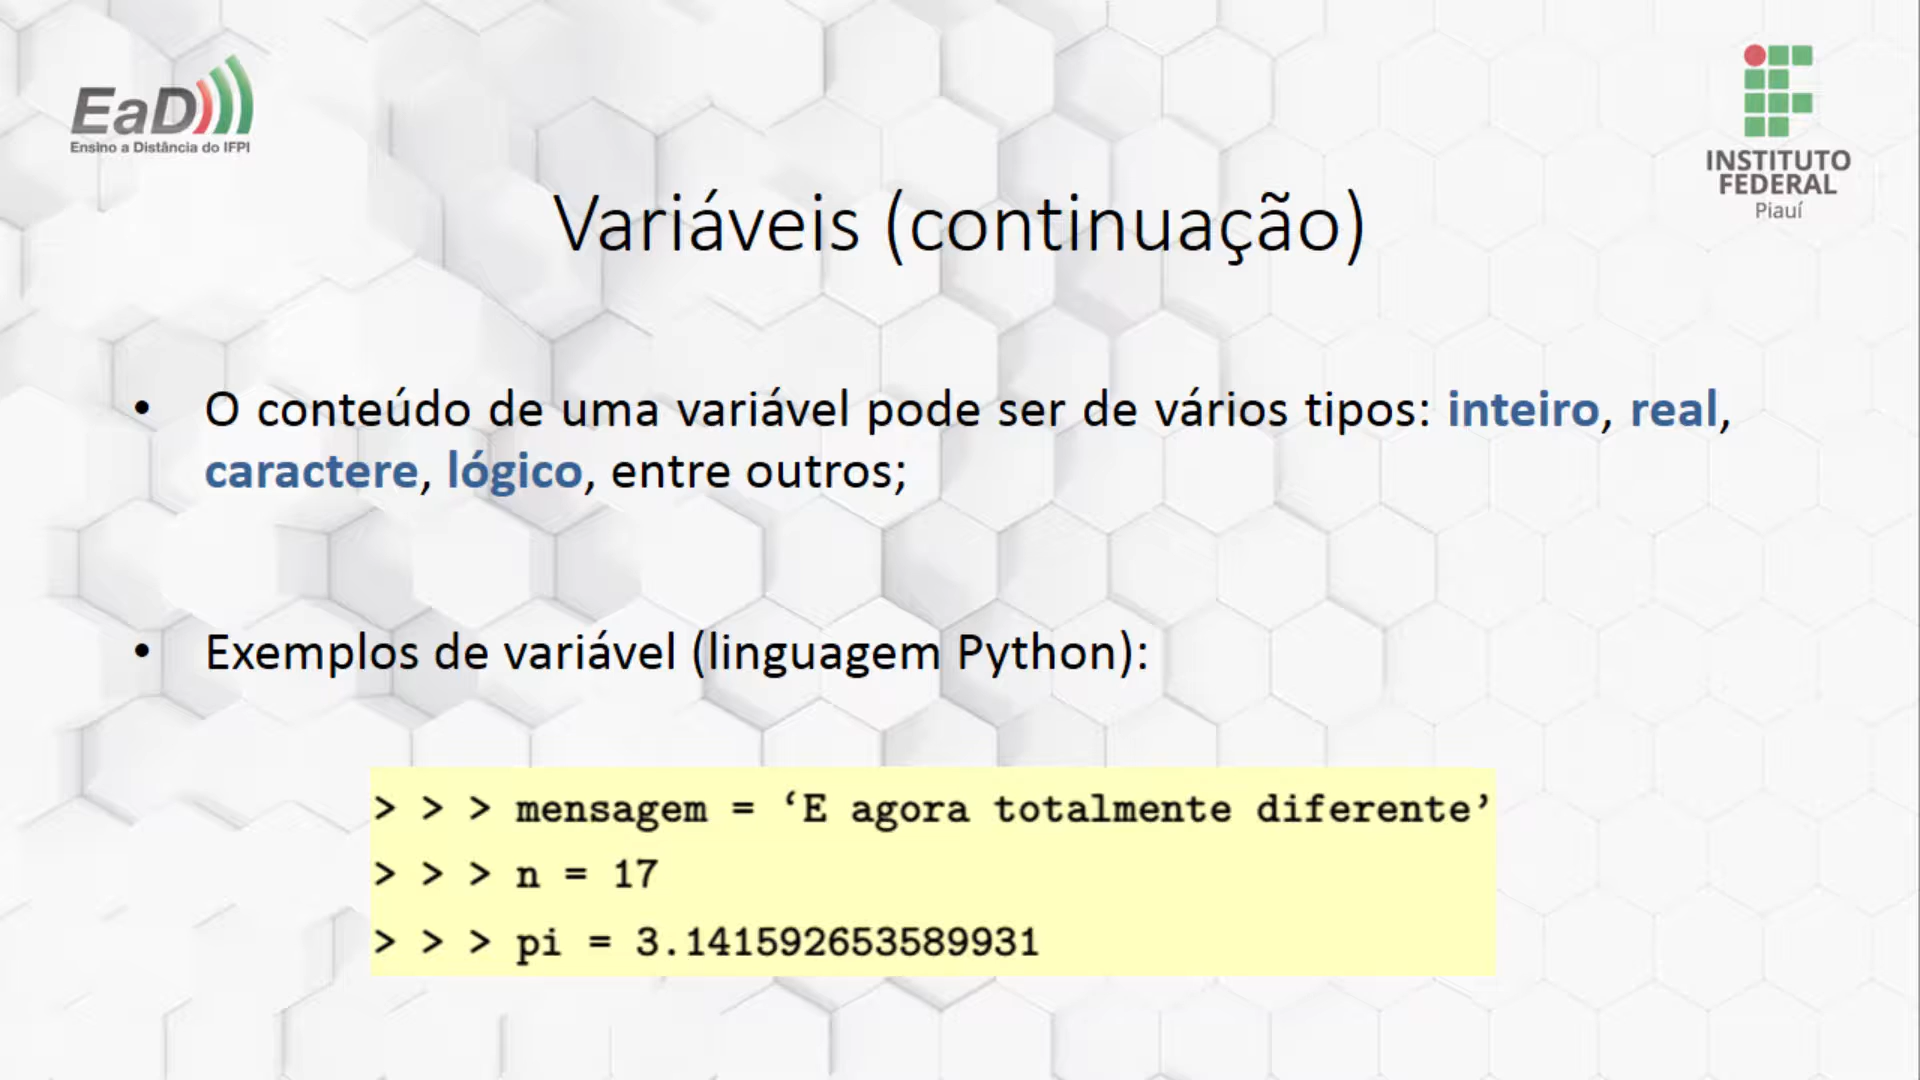 EaD
Ensino a Distância do IFPI
INSTITUTO
FEDERAL
Piauí
Variáveis (continuação)
• O conteúdo de uma variável pode ser de vários tipos: inteiro, real,
caractere, lógico, entre outros;
• Exemplos de variável (linguagem Python):
> > > mensagem = ‘E agora totalmente diferente’
> > > n = 17
> > > pi = 3.141592653589931